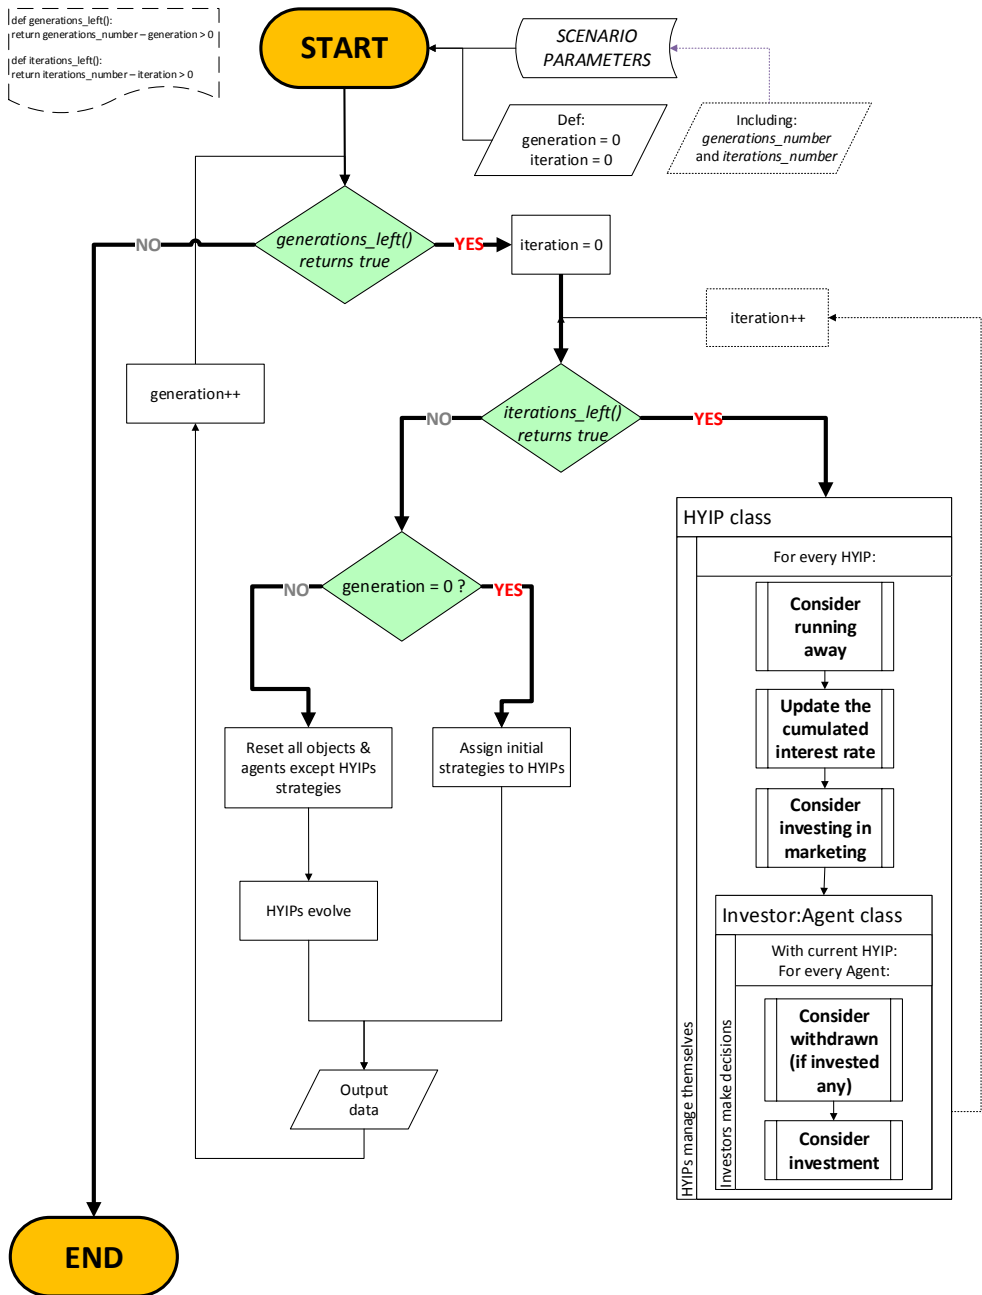 def generations_left():
return generations_number – generation > 0
def iterations_left():
return iterations_number – iteration > 0
START
SCENARIO
PARAMETERS
Def:
generation = 0
iteration = 0
Including:
generations_number
and iterations_number
NO
generations_left()
returns true
YES
iteration = 0
iteration++
generation++
NO
iterations_left()
returns true
YES
HYIP class
For every HYIP:
NO
generation = 0 ?
YES
Consider
running
away
Update the
cumulated
interest rate
Reset all objects &
agents except HYIPs
strategies
Assign initial
strategies to HYIPs
Consider
investing in
marketing
HYIPs evolve
Investor:Agent class
With current HYIP:
For every Agent:
Consider
withdrawn
(if invested
any)
Consider
investment
HYIPs manage themselves
Investors make decisions
Output
data
END